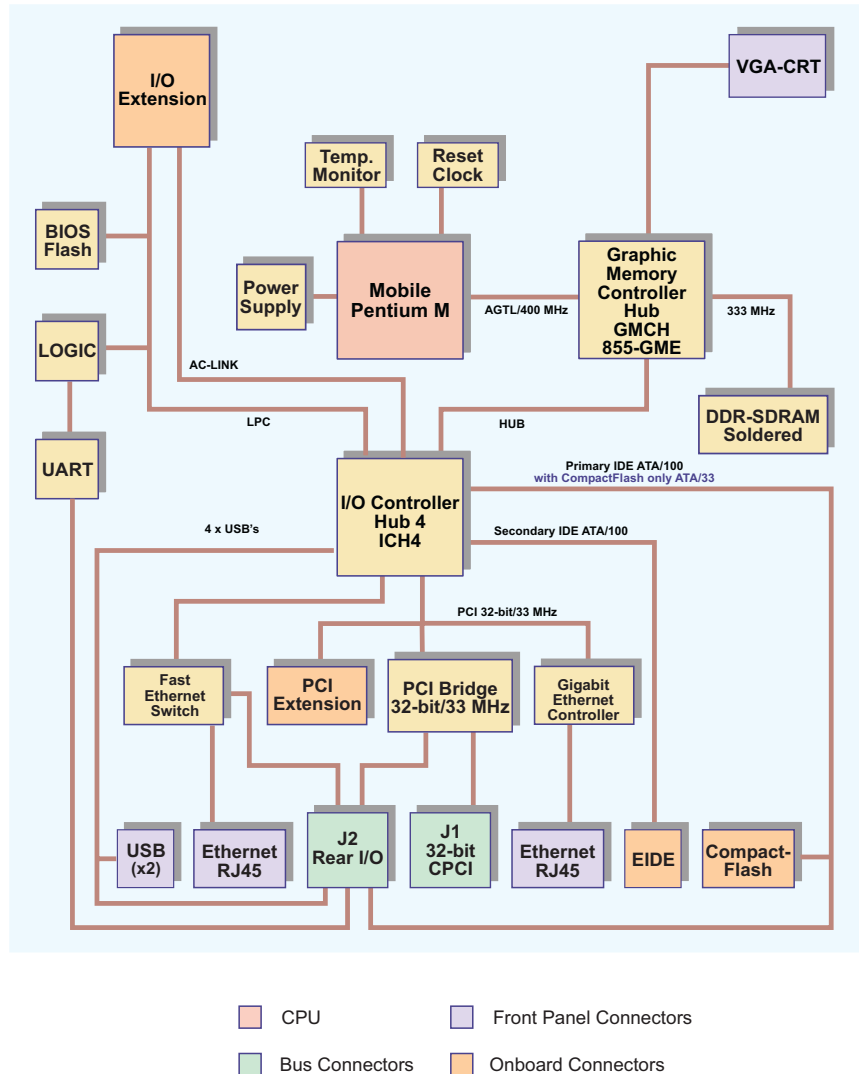 I/O
Extension
VGA-CRT
Temp.
Monitor
Reset
Clock
BIOS
Flash
Power
Supply
Mobile
Pentium M
AGTL/400 MHz
Graphic
Memory
Controller
Hub
GMCH
855-GME
333 MHz
LOGIC
AC-LINK
LPC
HUB
DDR-SDRAM
Soldered
UART
I/O Controller
Hub 4
ICH4
Primary IDE ATA/100
with CompactFlash only ATA/33
4 x USB's
Secondary IDE ATA/100
PCI 32-bit/33 MHz
Fast
Ethernet
Switch
PCI
Extension
PCI Bridge
32-bit/33 MHz
Gigabit
Ethernet
Controller
USB
(x2)
Ethernet
RJ45
J2
Rear I/O
J1
32-bit
CPCI
Ethernet
RJ45
EIDE
Compact-
Flash
CPU
Front Panel Connectors
Bus Connectors
Onboard Connectors